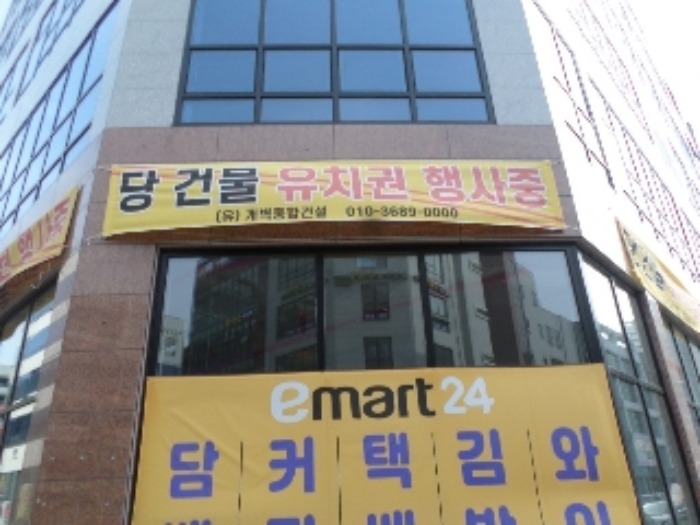 당 건물 유치권 행사중
(유) 개백종합건설 010-3689-0000
emart24
담 커 택 김 와